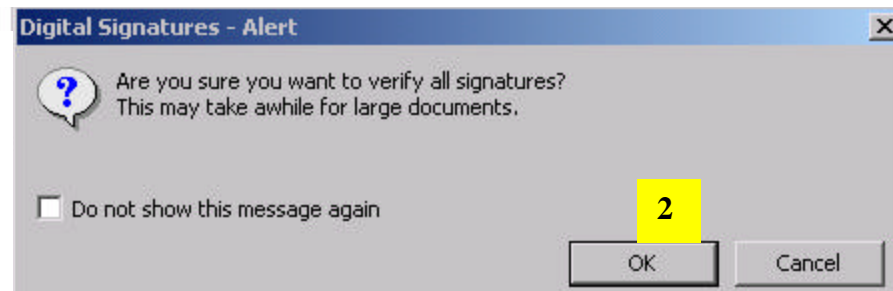 Digital Signatures - Alert
Are you sure you want to verify all signatures?
This may take awhile for large documents.
Do not show this message again
2
OK
Cancel